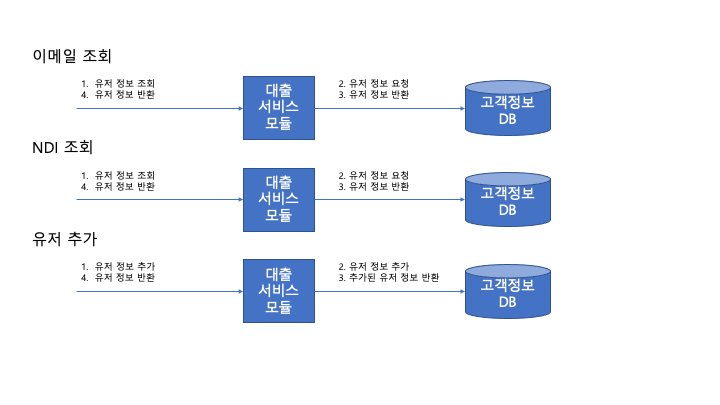 이메일 조회
1. 유저 정보 조회
4. 유저 정보 반환
대출
서비스
모듈
2. 유저 정보 요청
3. 유저 정보 반환
고객정보
DB
NDI 조회
1. 유저 정보 조회
4. 유저 정보 반환
대출
서비스
모듈
2. 유저 정보 요청
3. 유저 정보 반환
고객정보
DB
유저 추가
1. 유저 정보 추가
4. 유저 정보 반환
대출
서비스
모듈
2. 유저 정보 추가
3. 추가된 유저 정보 반환
고객정보
DB